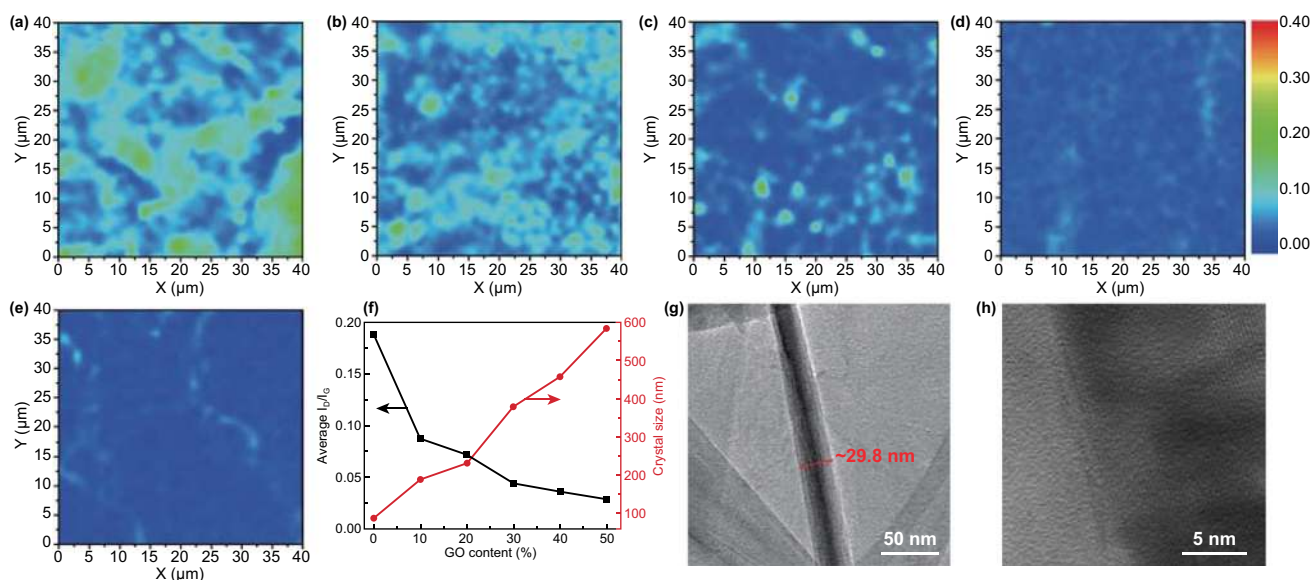 (a)
40
35
30
25
20
15
10
5
0
Y (μm)
0 5 10 15 20 25 30 35 40
X (μm)
(b)
40
35
30
25
20
15
10
5
0
Y (μm)
0 5 10 15 20 25 30 35 40
X (μm)
(c)
40
35
30
25
20
15
10
5
0
Y (μm)
0 5 10 15 20 25 30 35 40
X (μm)
(d)
40
35
30
25
20
15
10
5
0
Y (μm)
0 5 10 15 20 25 30 35 40
X (μm)
0.40
0.30
0.20
0.10
0.00
(e)
40
35
30
25
20
15
10
5
0
Y (μm)
0 5 10 15 20 25 30 35 40
X (μm)
(f)
0.20
0.15
0.10
0.05
0.00
Average I_D/I_G
600
500
400
300
200
100
Crystal size (nm)
0 10 20 30 40 50
GO content (%)
(g)
~29.8 nm
50 nm
(h)
5 nm